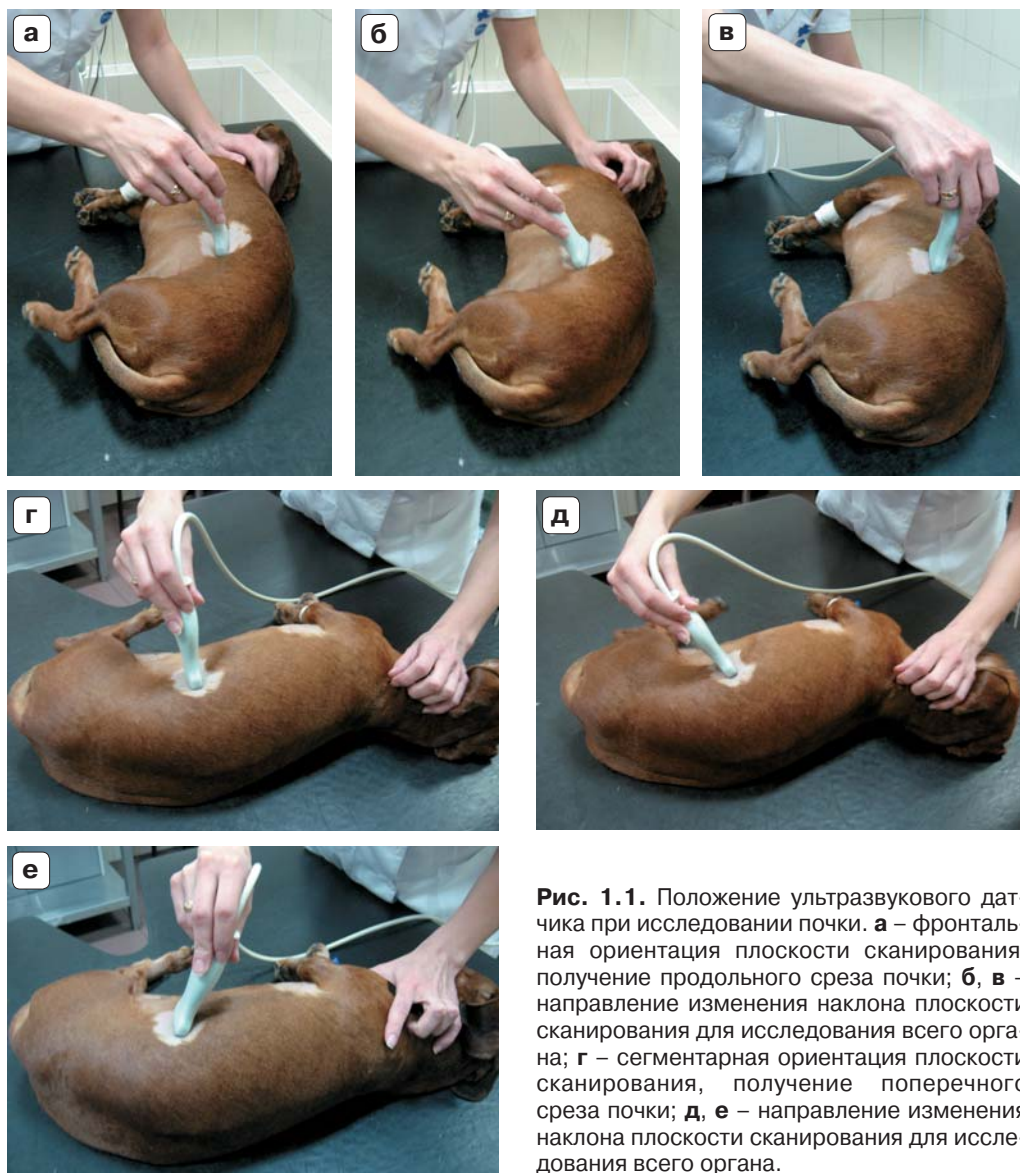 а
б
в
г
д
е
Рис. 1.1. Положение ультразвукового дат-
чика при исследовании почки. а – фронталь-
ная ориентация плоскости сканирования
получение продольного среза почки; б, в –
направление изменения наклона плоскости
сканирования для исследования всего орга-
на; г – сегментарная ориентация плоскости
сканирования, получение поперечного
среза почки; д, е – направление изменения
наклона плоскости сканирования для иссле-
дования всего органа.